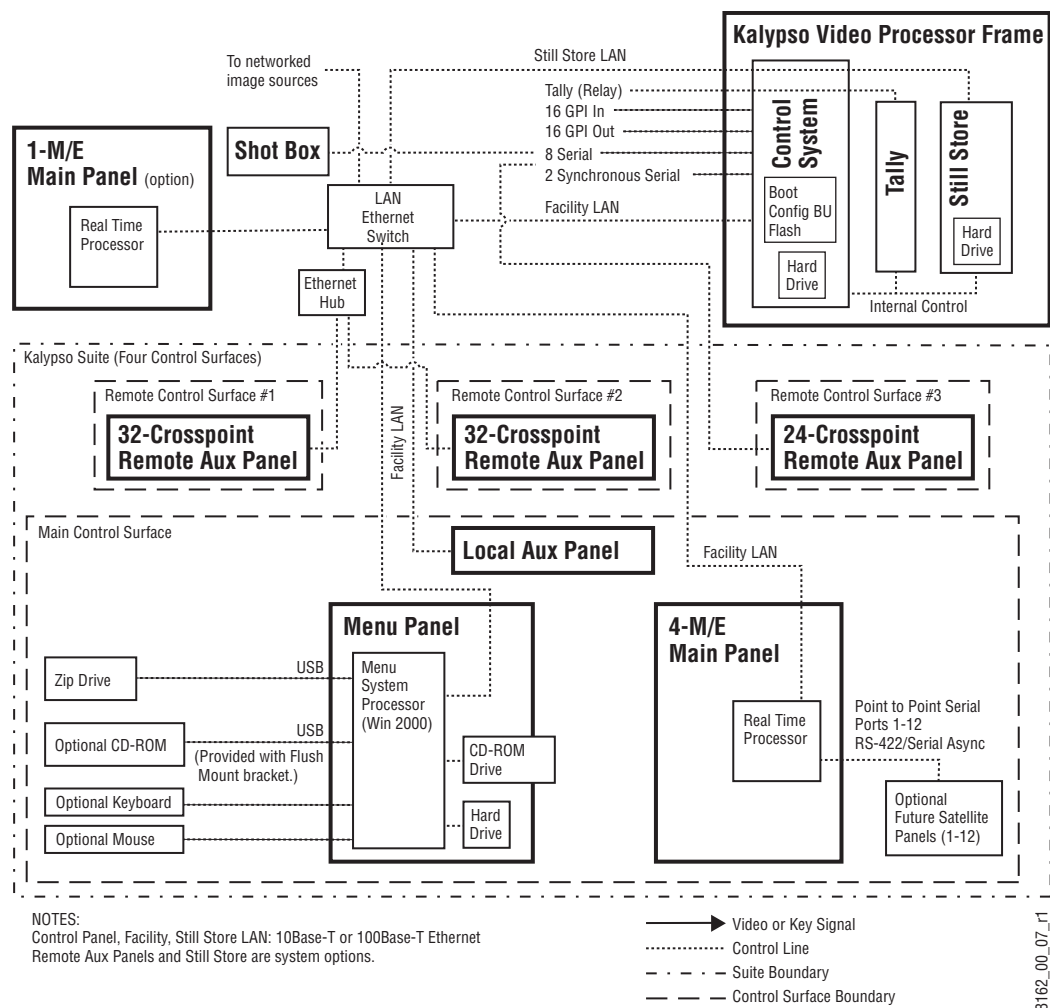 Kalypso Video Processor Frame
To networked
image sources
Still Store LAN
Tally (Relay)
16 GPI In
16 GPI Out
8 Serial
2 Synchronous Serial
Facility LAN
Control
System
Boot
Config BU
Flash
Hard
Drive
Tally
Still Store
Hard
Drive
Internal Control
1-M/E
Main Panel (option)
Real Time
Processor
Shot Box
LAN
Ethernet
Switch
Ethernet
Hub
Kalypso Suite (Four Control Surfaces)
Remote Control Surface #1
32-Crosspoint
Remote Aux Panel
Facility LAN
Remote Control Surface #2
32-Crosspoint
Remote Aux Panel
Remote Control Surface #3
24-Crosspoint
Remote Aux Panel
Main Control Surface
Local Aux Panel
Facility LAN
Menu Panel
Menu
System
Processor
(Win 2000)
Zip Drive
USB
Optional CD-ROM
USB
(Provided with Flush
Mount bracket.)
Optional Keyboard
Optional Mouse
CD-ROM
Drive
Hard
Drive
4-M/E
Main Panel
Real Time
Processor
Point to Point Serial
Ports 1-12
RS-422/Serial Async
Optional
Future Satellite
Panels (1-12)
NOTES:
Control Panel, Facility, Still Store LAN: 10Base-T or 100Base-T Ethernet
Remote Aux Panels and Still Store are system options.
Video or Key Signal
Control Line
Suite Boundary
Control Surface Boundary
8162_00_07_r1